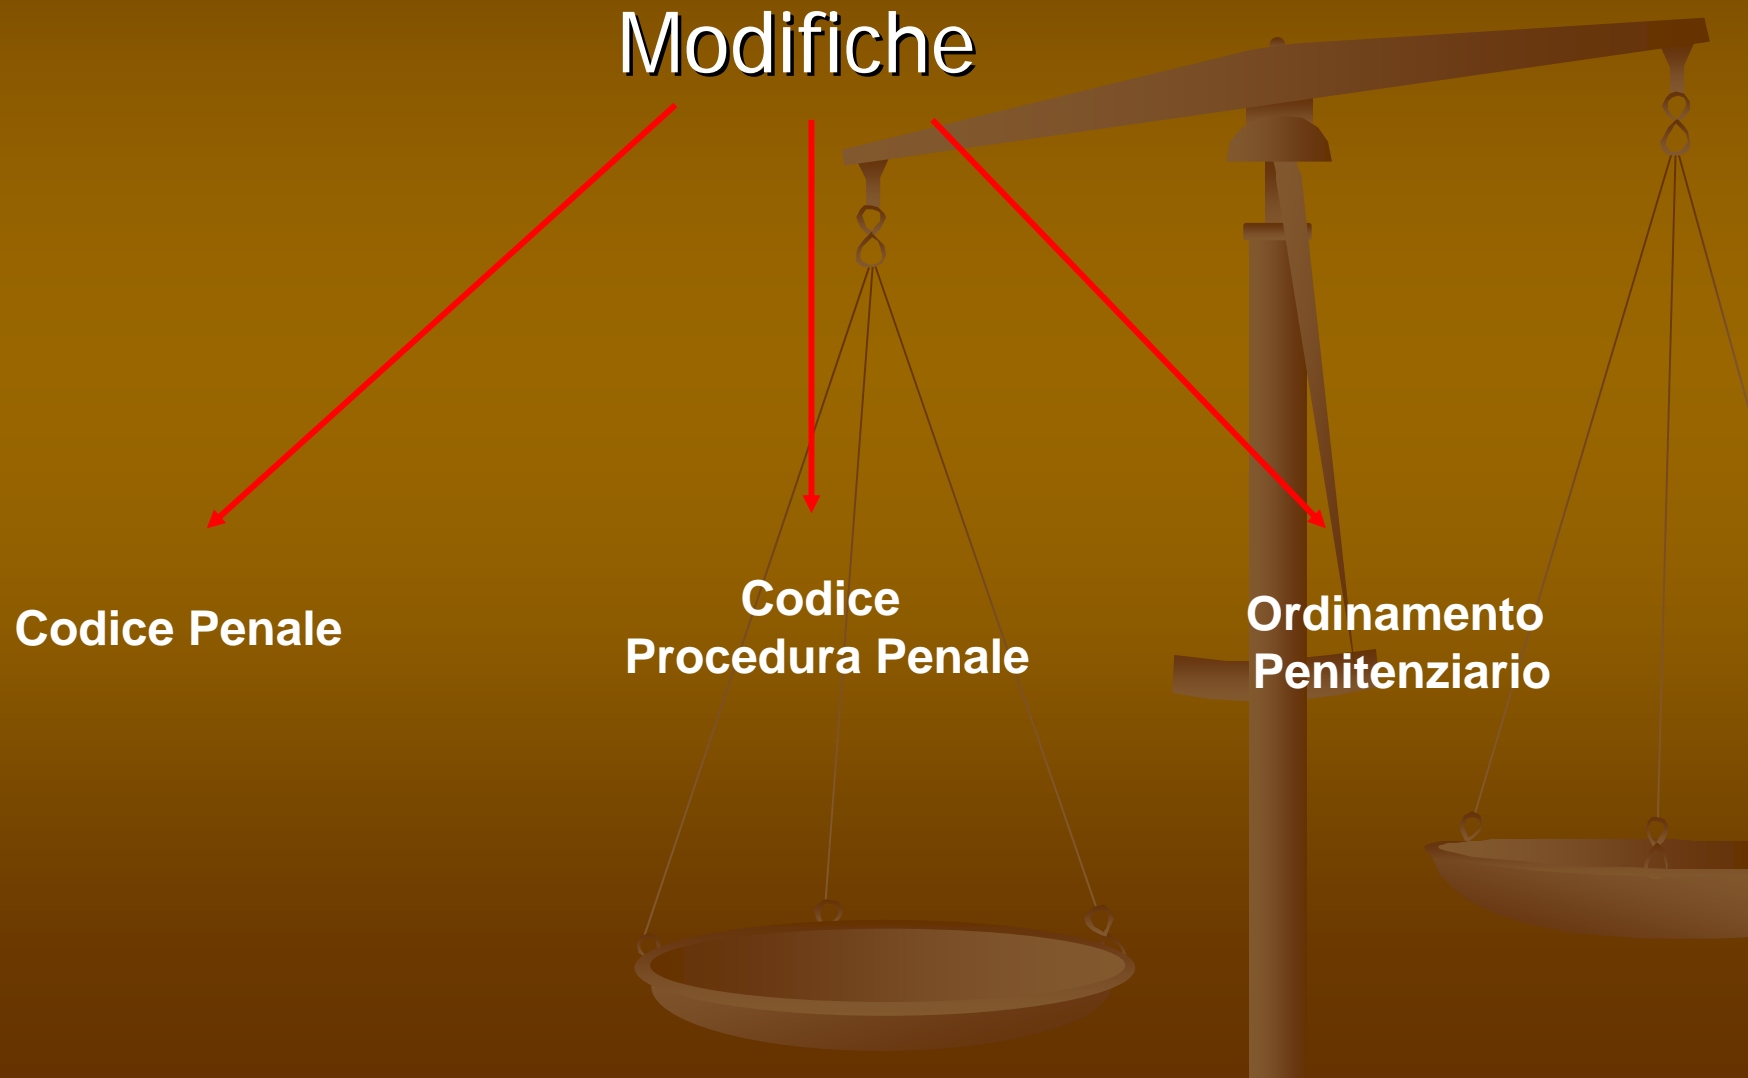 Modifiche
Codice Penale
Codice
Procedura Penale
Ordinamento
Penitenziario